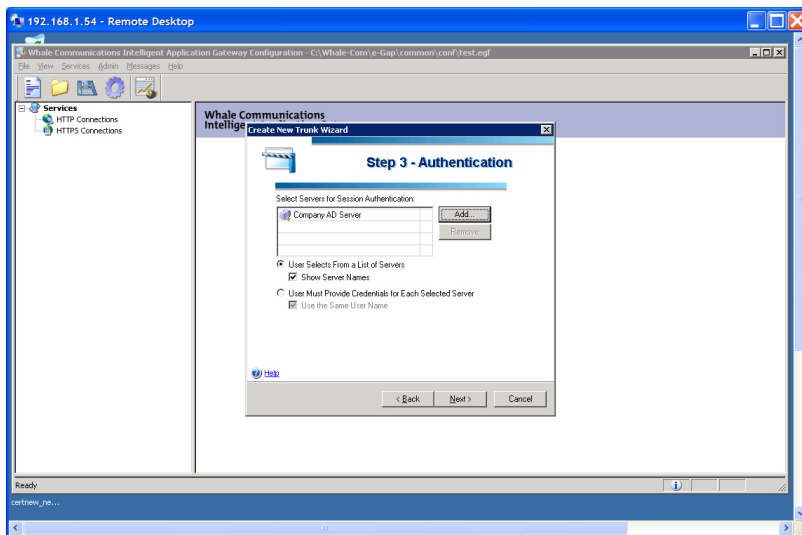 192.168.1.54 - Remote Desktop
Whale Communications Intelligent Application Gateway Configuration - C:\Whale-Com\e-Gap\common\conf\test.egf
File View Services Admin Messages Help
Services
HTTP Connections
HTTPS Connections
Whale Communications
Intellige
Create New Trunk Wizard
Step 3 - Authentication
Select Servers for Session Authentication:
Company AD Server
Add...
Remove
User Selects From a List of Servers
Show Server Names
User Must Provide Credentials for Each Selected Server
Use the Same User Name
Help
< Back
Next >
Cancel
Ready
certnew_ne...